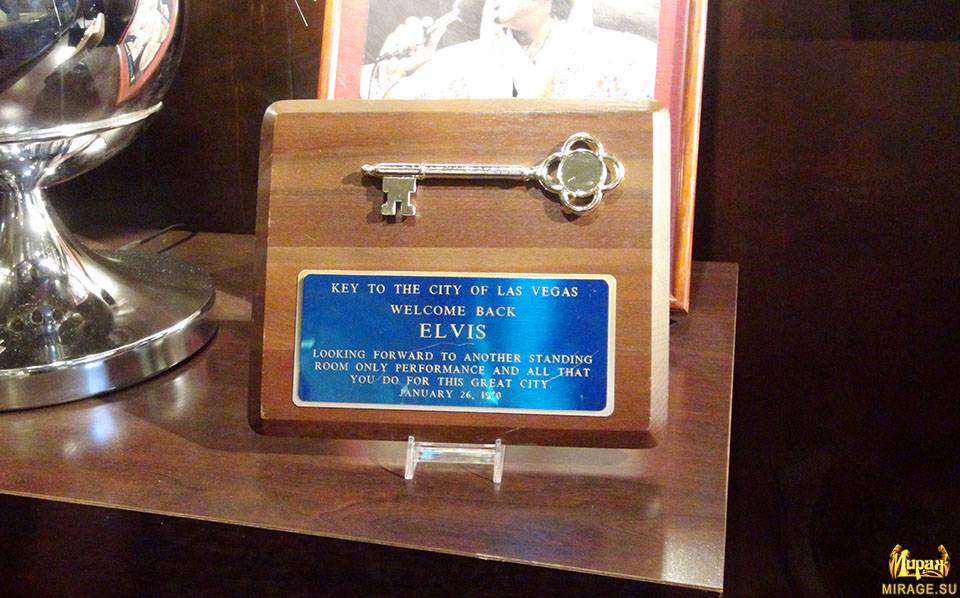 KEY TO THE CITY OF LAS VEGAS
WELCOME BACK
ELVIS
LOOKING FORWARD TO ANOTHER STANDING
ROOM ONLY PERFORMANCE AND ALL THAT
YOU DO FOR THIS GREAT CITY
JANUARY 26, 1970
Мираж
MIRAGE.SU